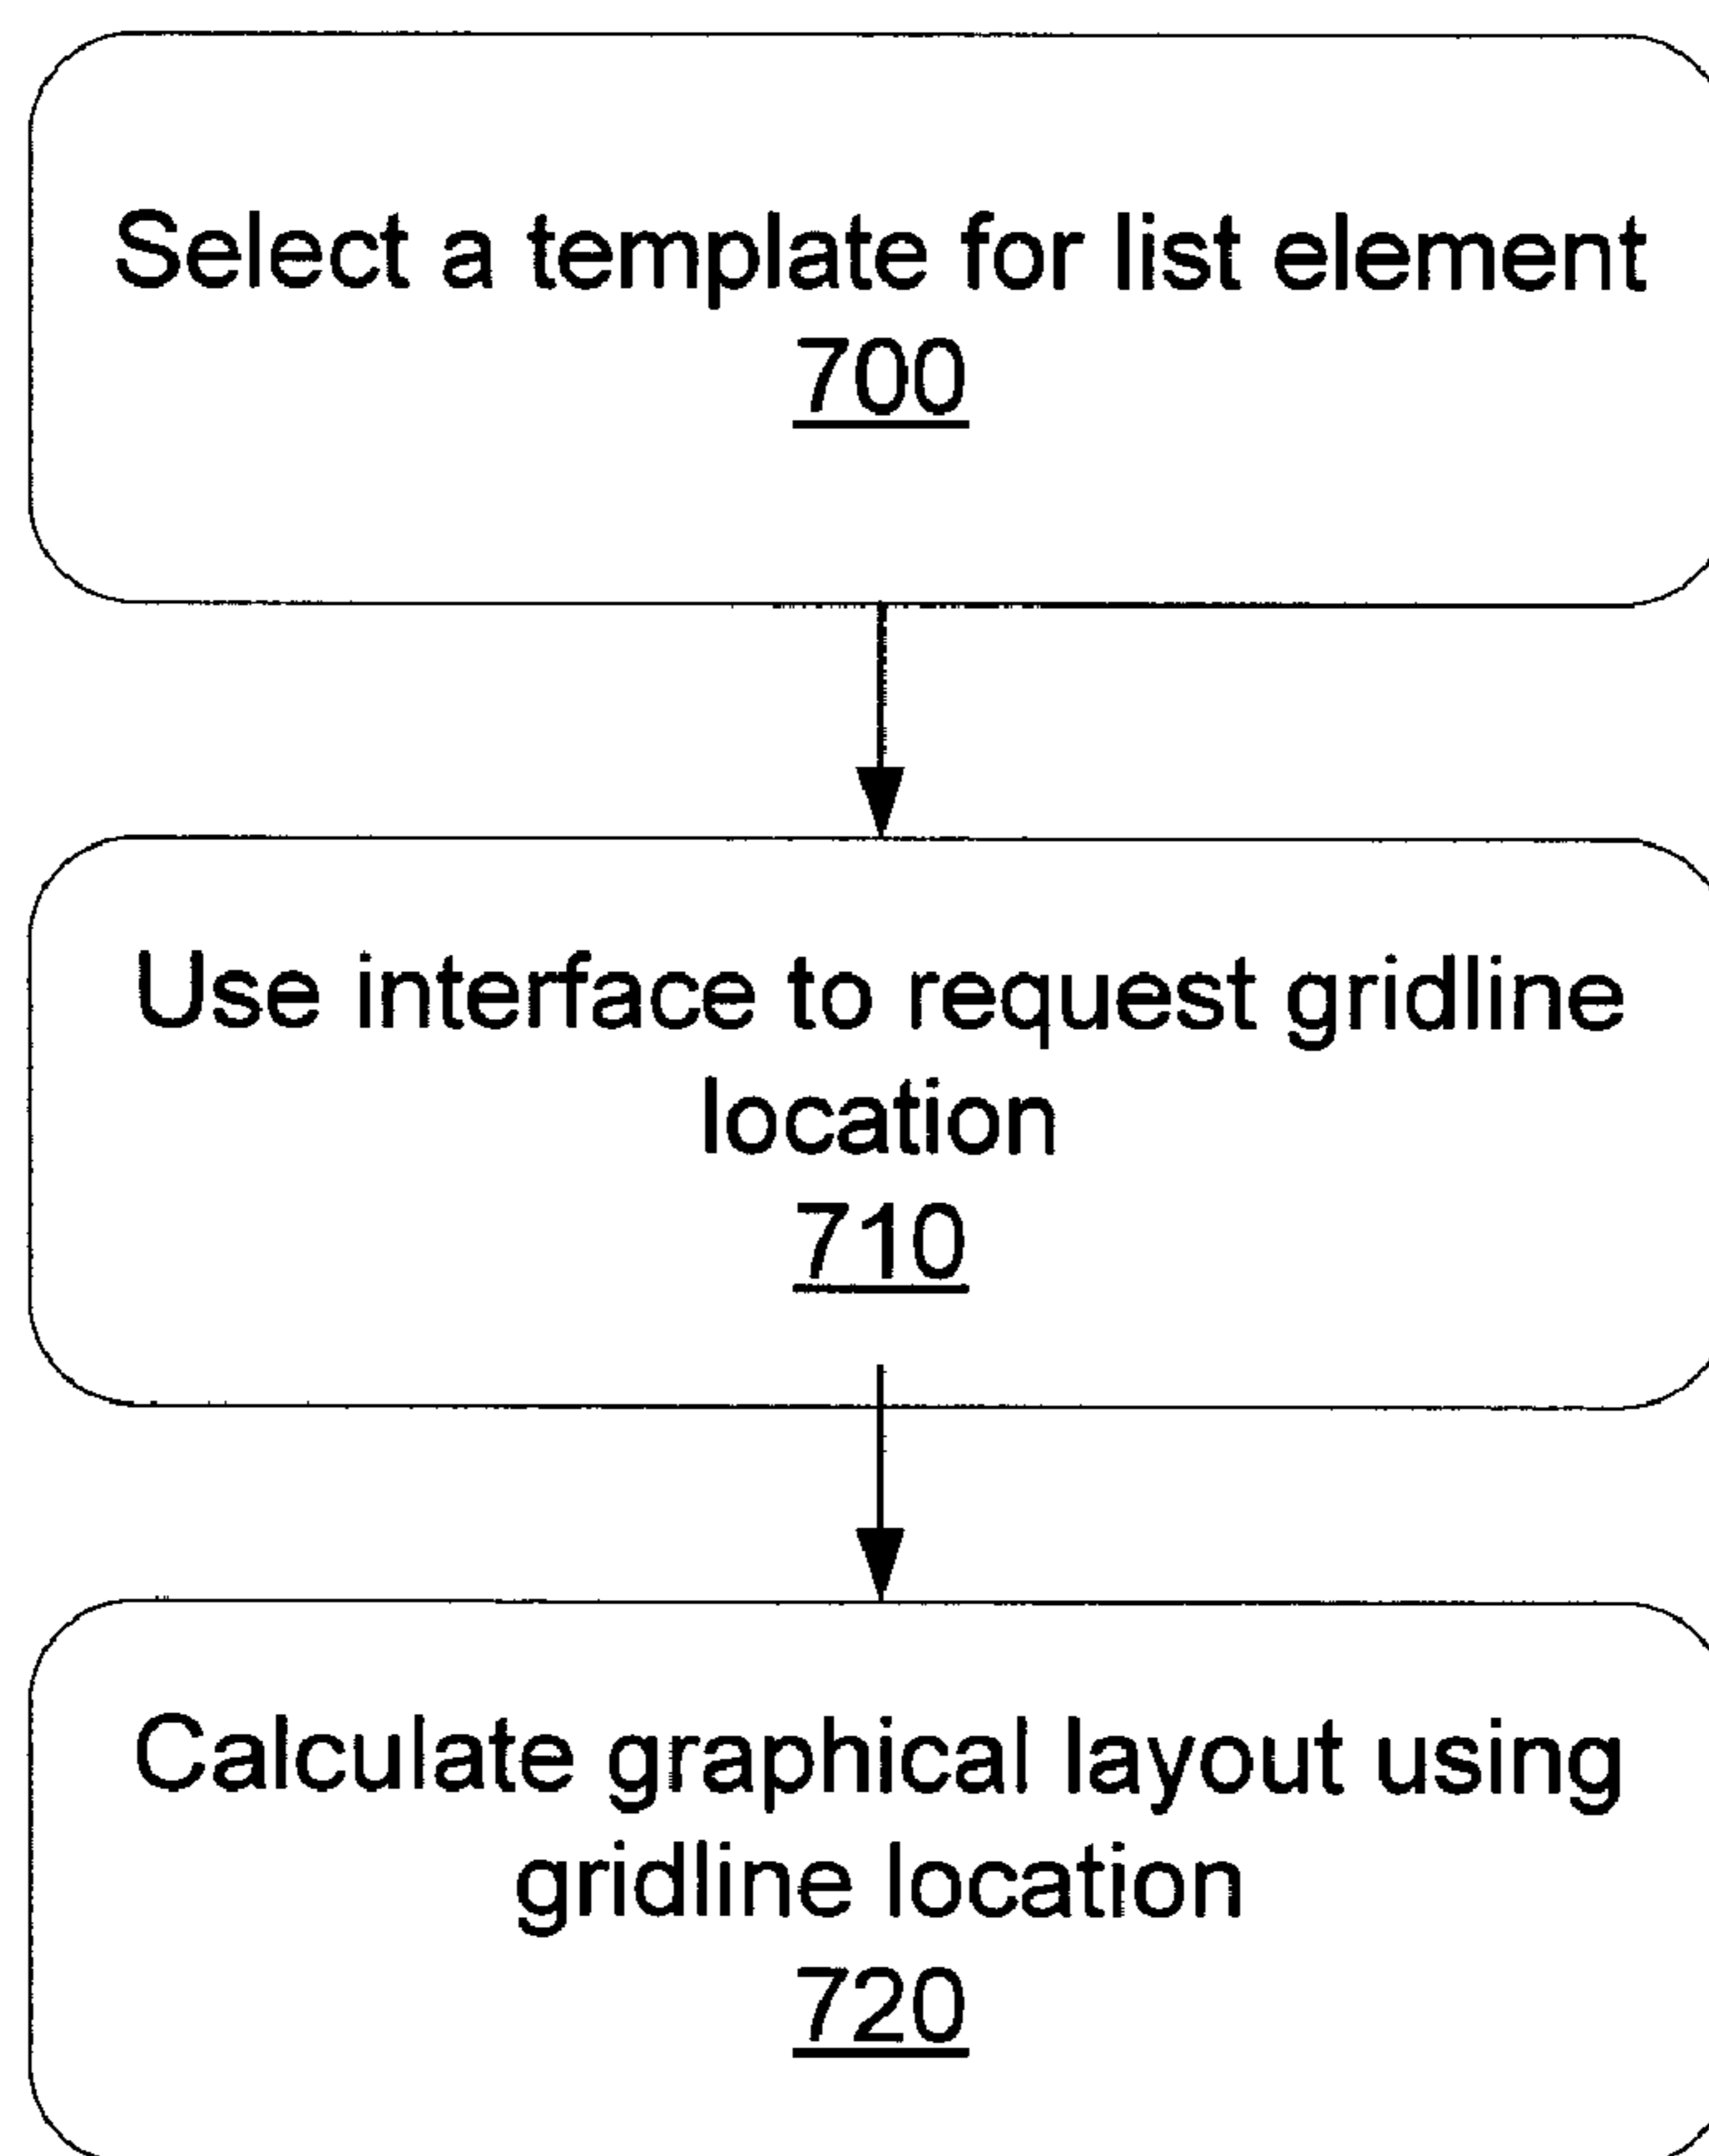 Select a template for list element
700
Use interface to request gridline
location
710
Calculate graphical layout using
gridline location
720